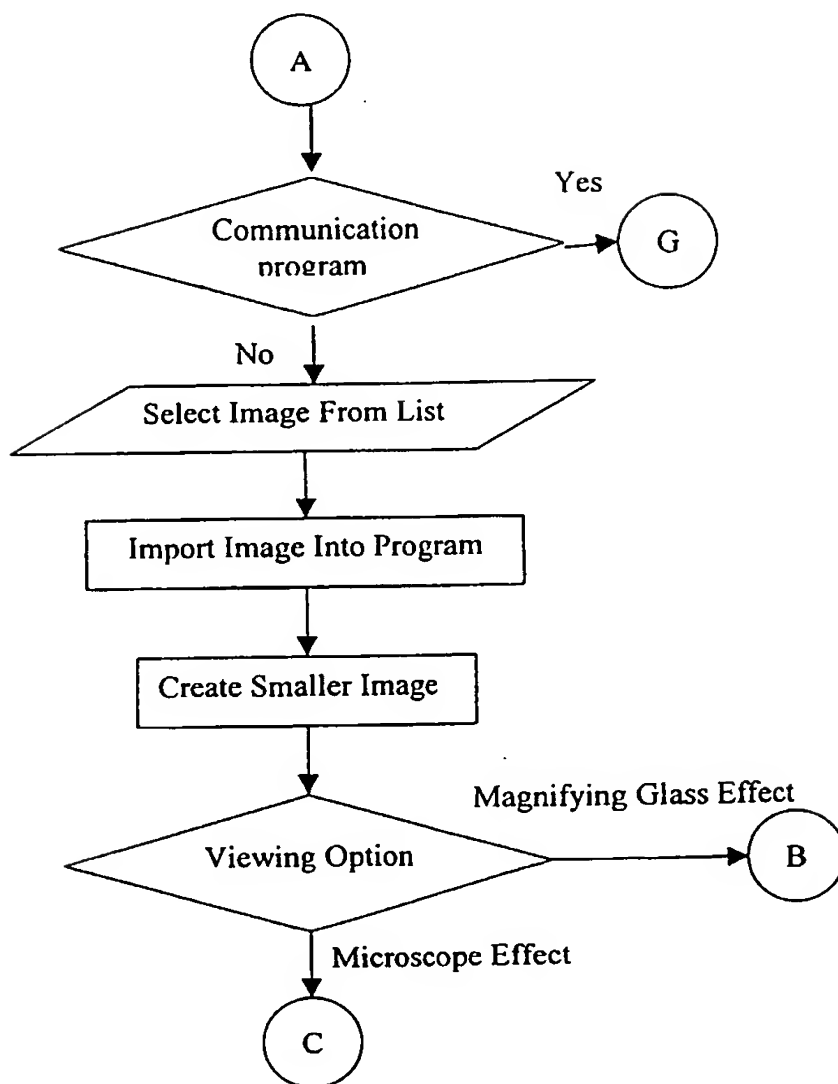 A
Yes
Communication
program
G
No
Select Image From List
Import Image Into Program
Create Smaller Image
Magnifying Glass Effect
Viewing Option
B
Microscope Effect
C